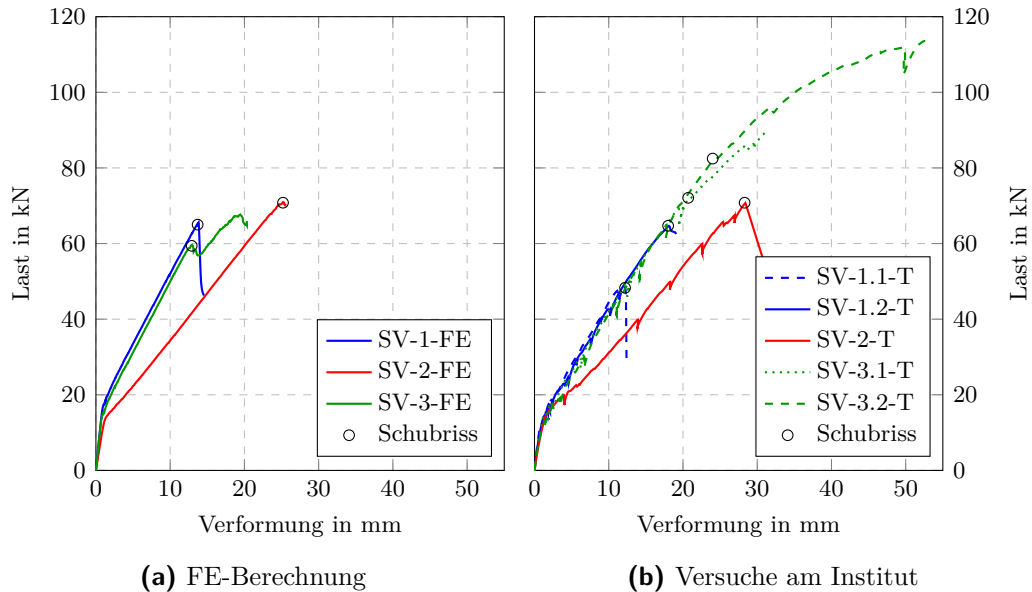 120
100
80
60
40
20
0
Last in kN
0 10 20 30 40 50
Verformung in mm
SV-1-FE
SV-2-FE
SV-3-FE
Schubriss
(a) FE-Berechnung
120
100
80
60
40
20
0
Last in kN
0 10 20 30 40 50
Verformung in mm
SV-1.1-T
SV-1.2-T
SV-2-T
SV-3.1-T
SV-3.2-T
Schubriss
(b) Versuche am Institut